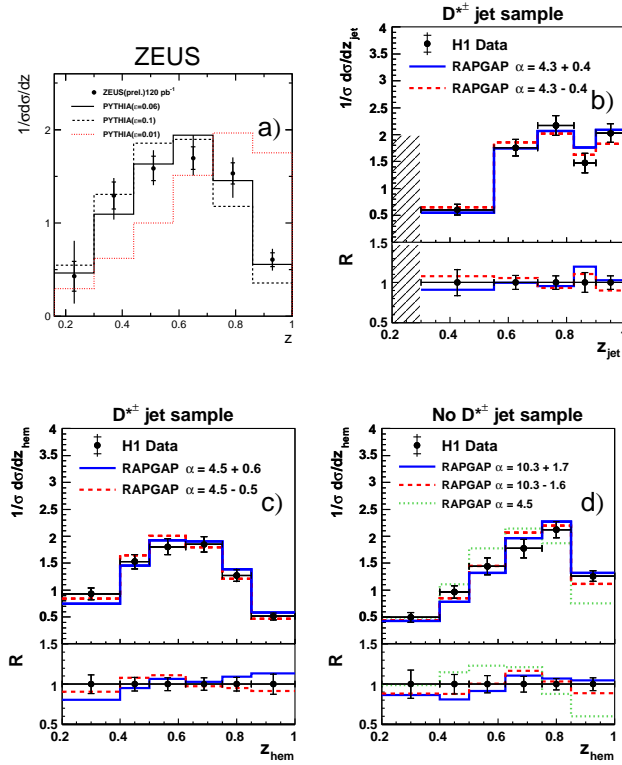 ZEUS
1/σdσ/dz
a)
ZEUS(prel.)120 pb⁻¹
PYTHIA(ε=0.06)
PYTHIA(ε=0.1)
PYTHIA(ε=0.01)
2
1
0
0.2 0.4 0.6 0.8 1
z
D*± jet sample
1/σ dσ/dz_jet
b)
H1 Data
RAPGAP α = 4.3 + 0.4
RAPGAP α = 4.3 - 0.4
4
3.5
3
2.5
2
1.5
1
0.5
R
1.5
1
0.5
0.2 0.4 0.6 0.8 1
z_jet
D*± jet sample
1/σ dσ/dz_hem
c)
H1 Data
RAPGAP α = 4.5 + 0.6
RAPGAP α = 4.5 - 0.5
4
3.5
3
2.5
2
1.5
1
0.5
R
1.5
1
0.5
0.2 0.4 0.6 0.8 1
z_hem
No D*± jet sample
1/σ dσ/dz_hem
d)
H1 Data
RAPGAP α = 10.3 + 1.7
RAPGAP α = 10.3 - 1.6
RAPGAP α = 4.5
4
3.5
3
2.5
2
1.5
1
0.5
R
1.5
1
0.5
0.2 0.4 0.6 0.8 1
z_hem